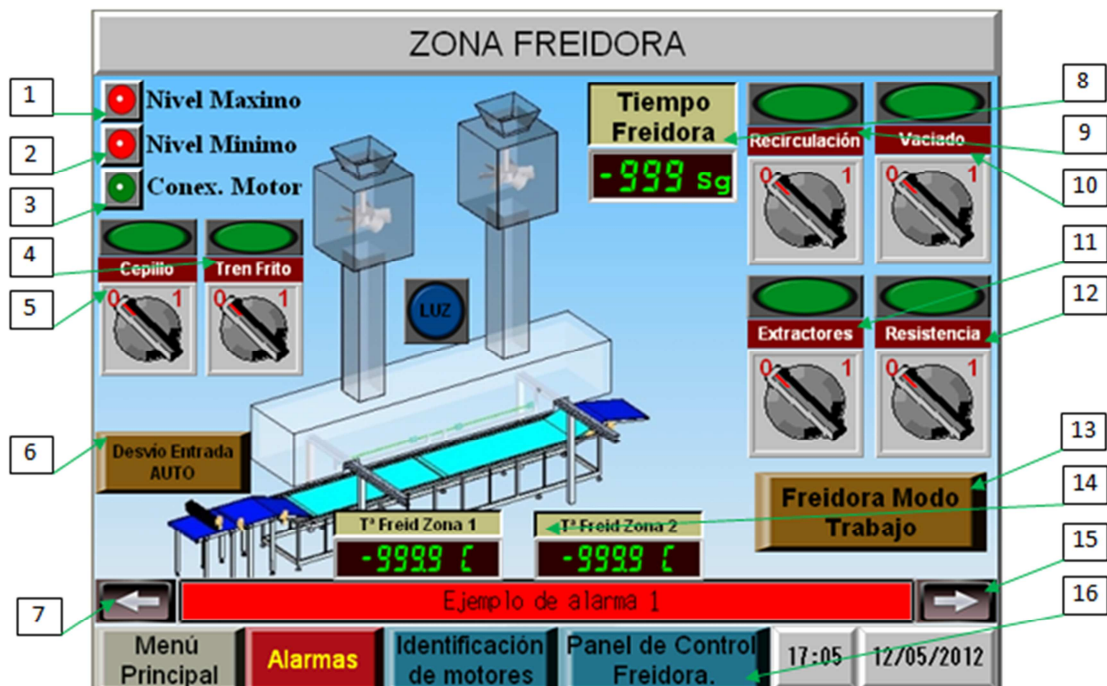 ZONA FREIDORA
1
Nivel Maximo
2
Nivel Minimo
3
Conex. Motor
4
Cepillo
Tren Frito
5
0 1
0 1
LUZ
Tiempo
Freidora
-999 Sg
8
Recirculación
Vaciado
9
0 1
0 1
10
11
Extractores
Resistencia
12
0 1
0 1
6
Desvío Entrada
AUTO
13
Freidora Modo
Trabajo
14
Tª Freid Zona 1
Tª Freid Zona 2
-999.9 C
-999.9 C
15
7
Ejemplo de alarma 1
16
Menú
Principal
Alarmas
Identificación
de motores
Panel de Control
Freidora.
17:05
12/05/2012